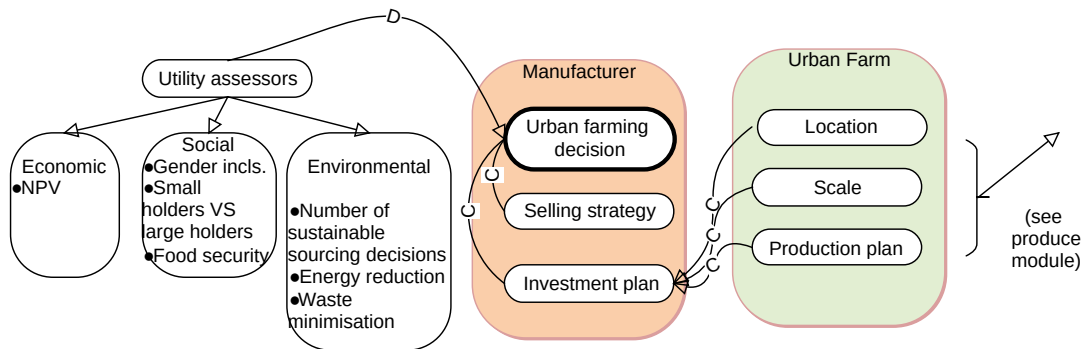 D
Utility assessors
Economic
●NPV
Social
●Gender incls.
●Small
holders VS
large holders
●Food security
Environmental
●Number of
sustainable
sourcing decisions
●Energy reduction
●Waste
minimisation
Manufacturer
Urban farming
decision
C
C
Selling strategy
Investment plan
Urban Farm
Location
Scale
Production plan
C
C
C
(see
produce
module)